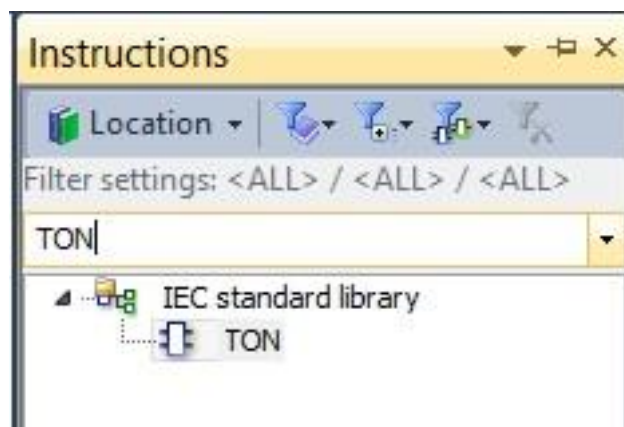 Instructions
Location
Filter settings: <ALL> / <ALL> / <ALL>
TON
IEC standard library
TON